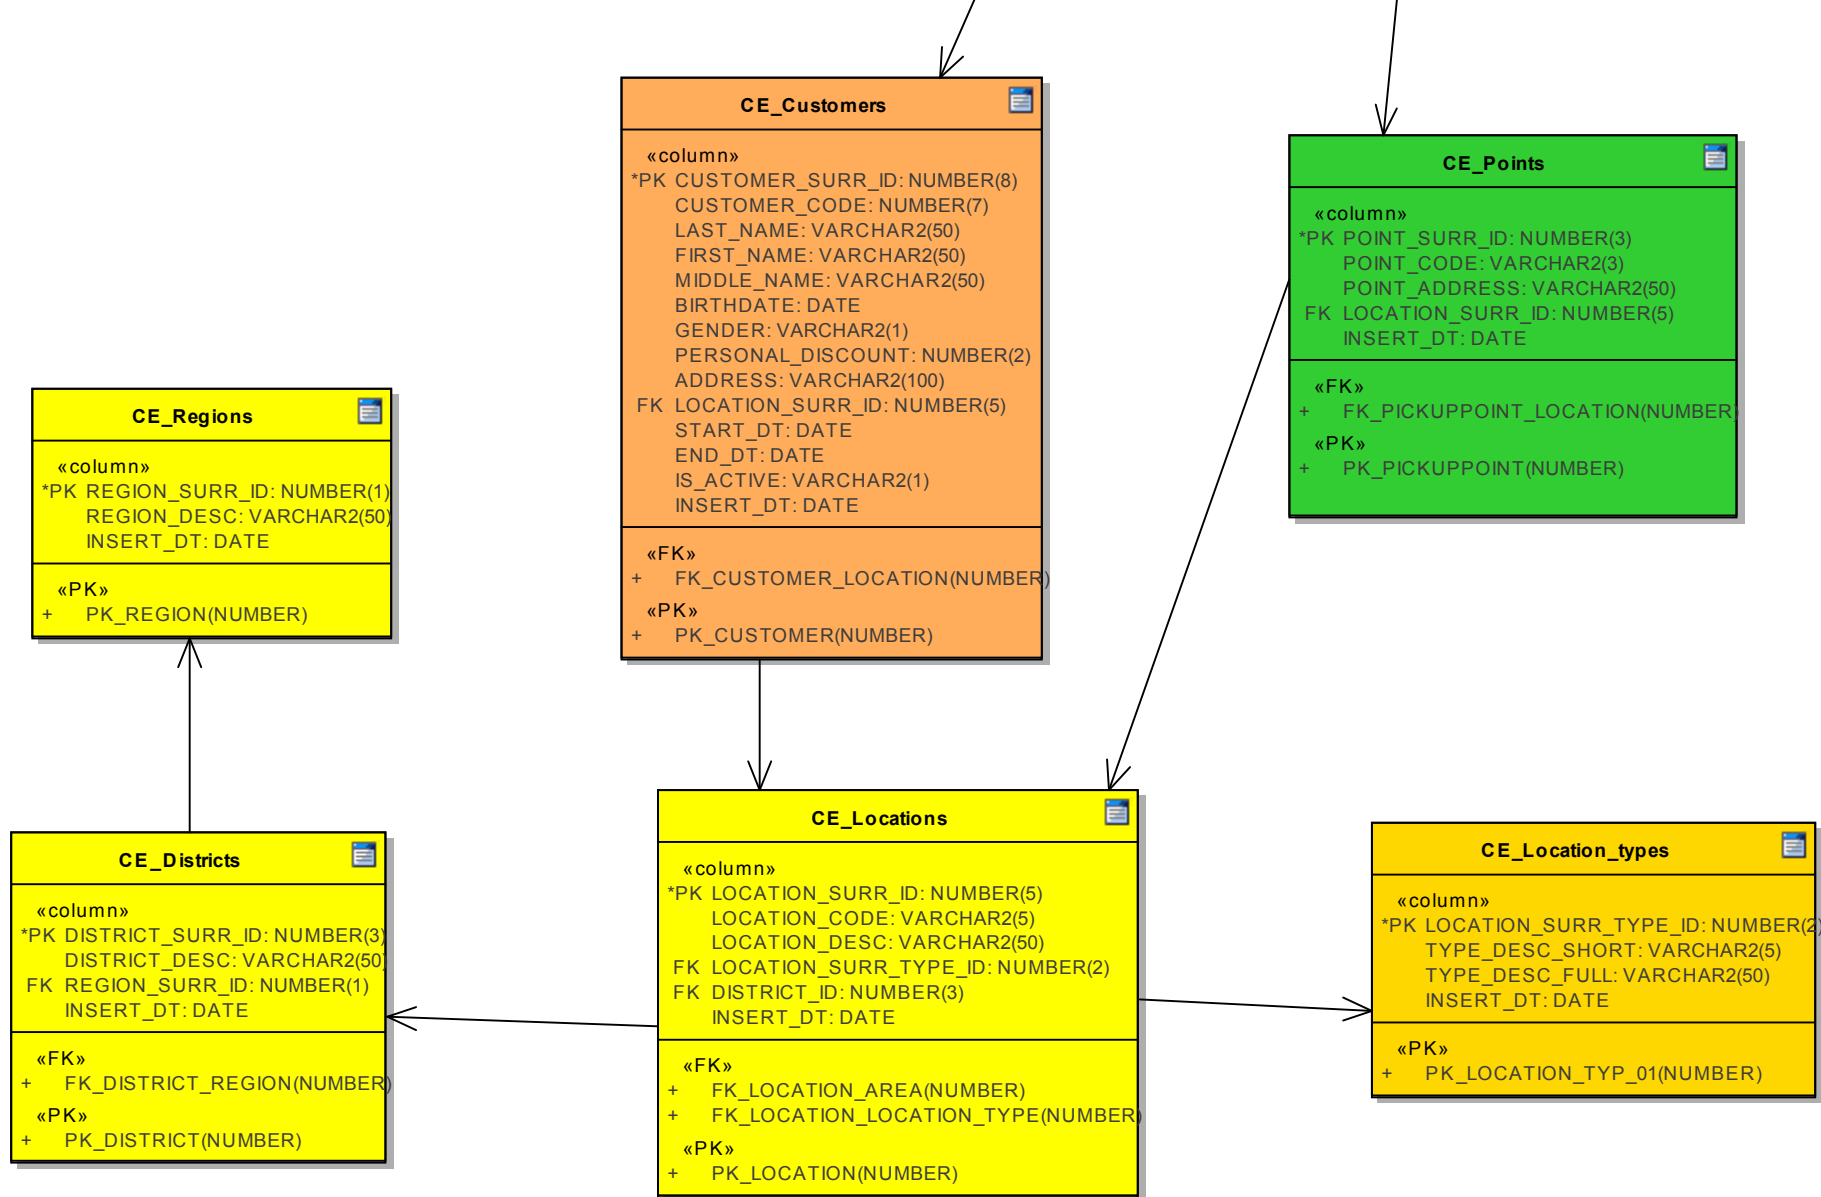 CE_Customers
«column»
*PK CUSTOMER_SURR_ID: NUMBER(8)
CUSTOMER_CODE: NUMBER(7)
LAST_NAME: VARCHAR2(50)
FIRST_NAME: VARCHAR2(50)
MIDDLE_NAME: VARCHAR2(50)
BIRTHDATE: DATE
GENDER: VARCHAR2(1)
PERSONAL_DISCOUNT: NUMBER(2)
ADDRESS: VARCHAR2(100)
FK LOCATION_SURR_ID: NUMBER(5)
START_DT: DATE
END_DT: DATE
IS_ACTIVE: VARCHAR2(1)
INSERT_DT: DATE
«FK»
+ FK_CUSTOMER_LOCATION(NUMBER)
«PK»
+ PK_CUSTOMER(NUMBER)
CE_Points
«column»
*PK POINT_SURR_ID: NUMBER(3)
POINT_CODE: VARCHAR2(3)
POINT_ADDRESS: VARCHAR2(50)
FK LOCATION_SURR_ID: NUMBER(5)
INSERT_DT: DATE
«FK»
+ FK_PICKUPPOINT_LOCATION(NUMBER)
«PK»
+ PK_PICKUPPOINT(NUMBER)
CE_Regions
«column»
*PK REGION_SURR_ID: NUMBER(1)
REGION_DESC: VARCHAR2(50)
INSERT_DT: DATE
«PK»
+ PK_REGION(NUMBER)
CE_Districts
«column»
*PK DISTRICT_SURR_ID: NUMBER(3)
DISTRICT_DESC: VARCHAR2(50)
FK REGION_SURR_ID: NUMBER(1)
INSERT_DT: DATE
«FK»
+ FK_DISTRICT_REGION(NUMBER)
«PK»
+ PK_DISTRICT(NUMBER)
CE_Locations
«column»
*PK LOCATION_SURR_ID: NUMBER(5)
LOCATION_CODE: VARCHAR2(5)
LOCATION_DESC: VARCHAR2(50)
FK LOCATION_SURR_TYPE_ID: NUMBER(2)
FK DISTRICT_ID: NUMBER(3)
INSERT_DT: DATE
«FK»
+ FK_LOCATION_AREA(NUMBER)
+ FK_LOCATION_LOCATION_TYPE(NUMBER)
«PK»
+ PK_LOCATION(NUMBER)
CE_Location_types
«column»
*PK LOCATION_SURR_TYPE_ID: NUMBER(2)
TYPE_DESC_SHORT: VARCHAR2(5)
TYPE_DESC_FULL: VARCHAR2(50)
INSERT_DT: DATE
«PK»
+ PK_LOCATION_TYP_01(NUMBER)